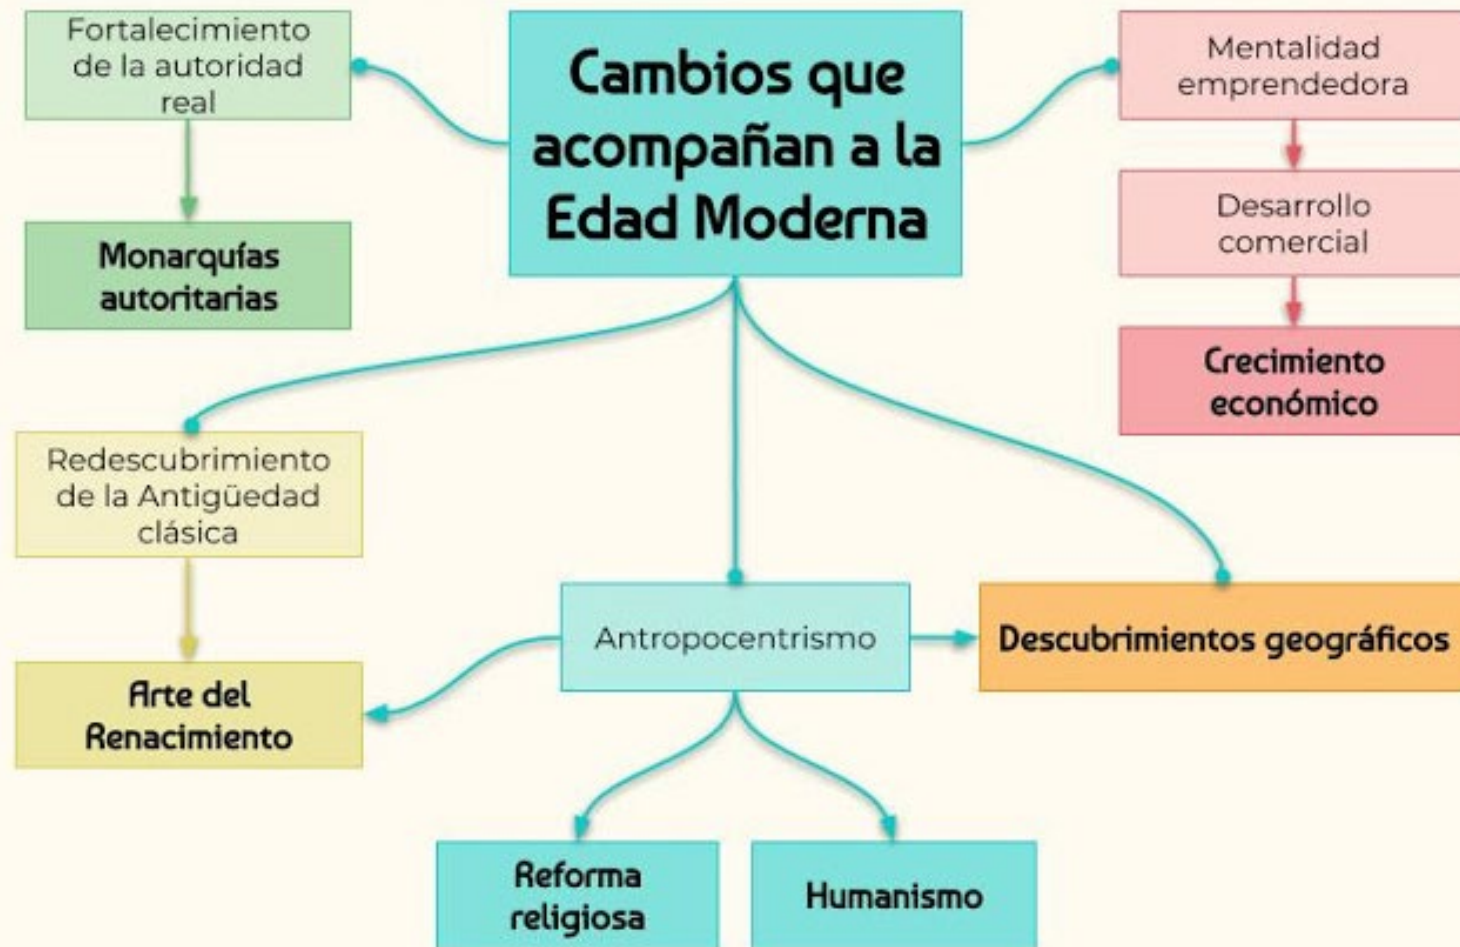 Fortalecimiento
de la autoridad
real
Cambios que
acompañan a la
Edad Moderna
Mentalidad
emprendedora
Monarquías
autoritarias
Desarrollo
comercial
Crecimiento
económico
Redescubrimiento
de la Antigüedad
clásica
Antropocentrismo
Descubrimientos geográficos
Arte del
Renacimiento
Reforma
religiosa
Humanismo